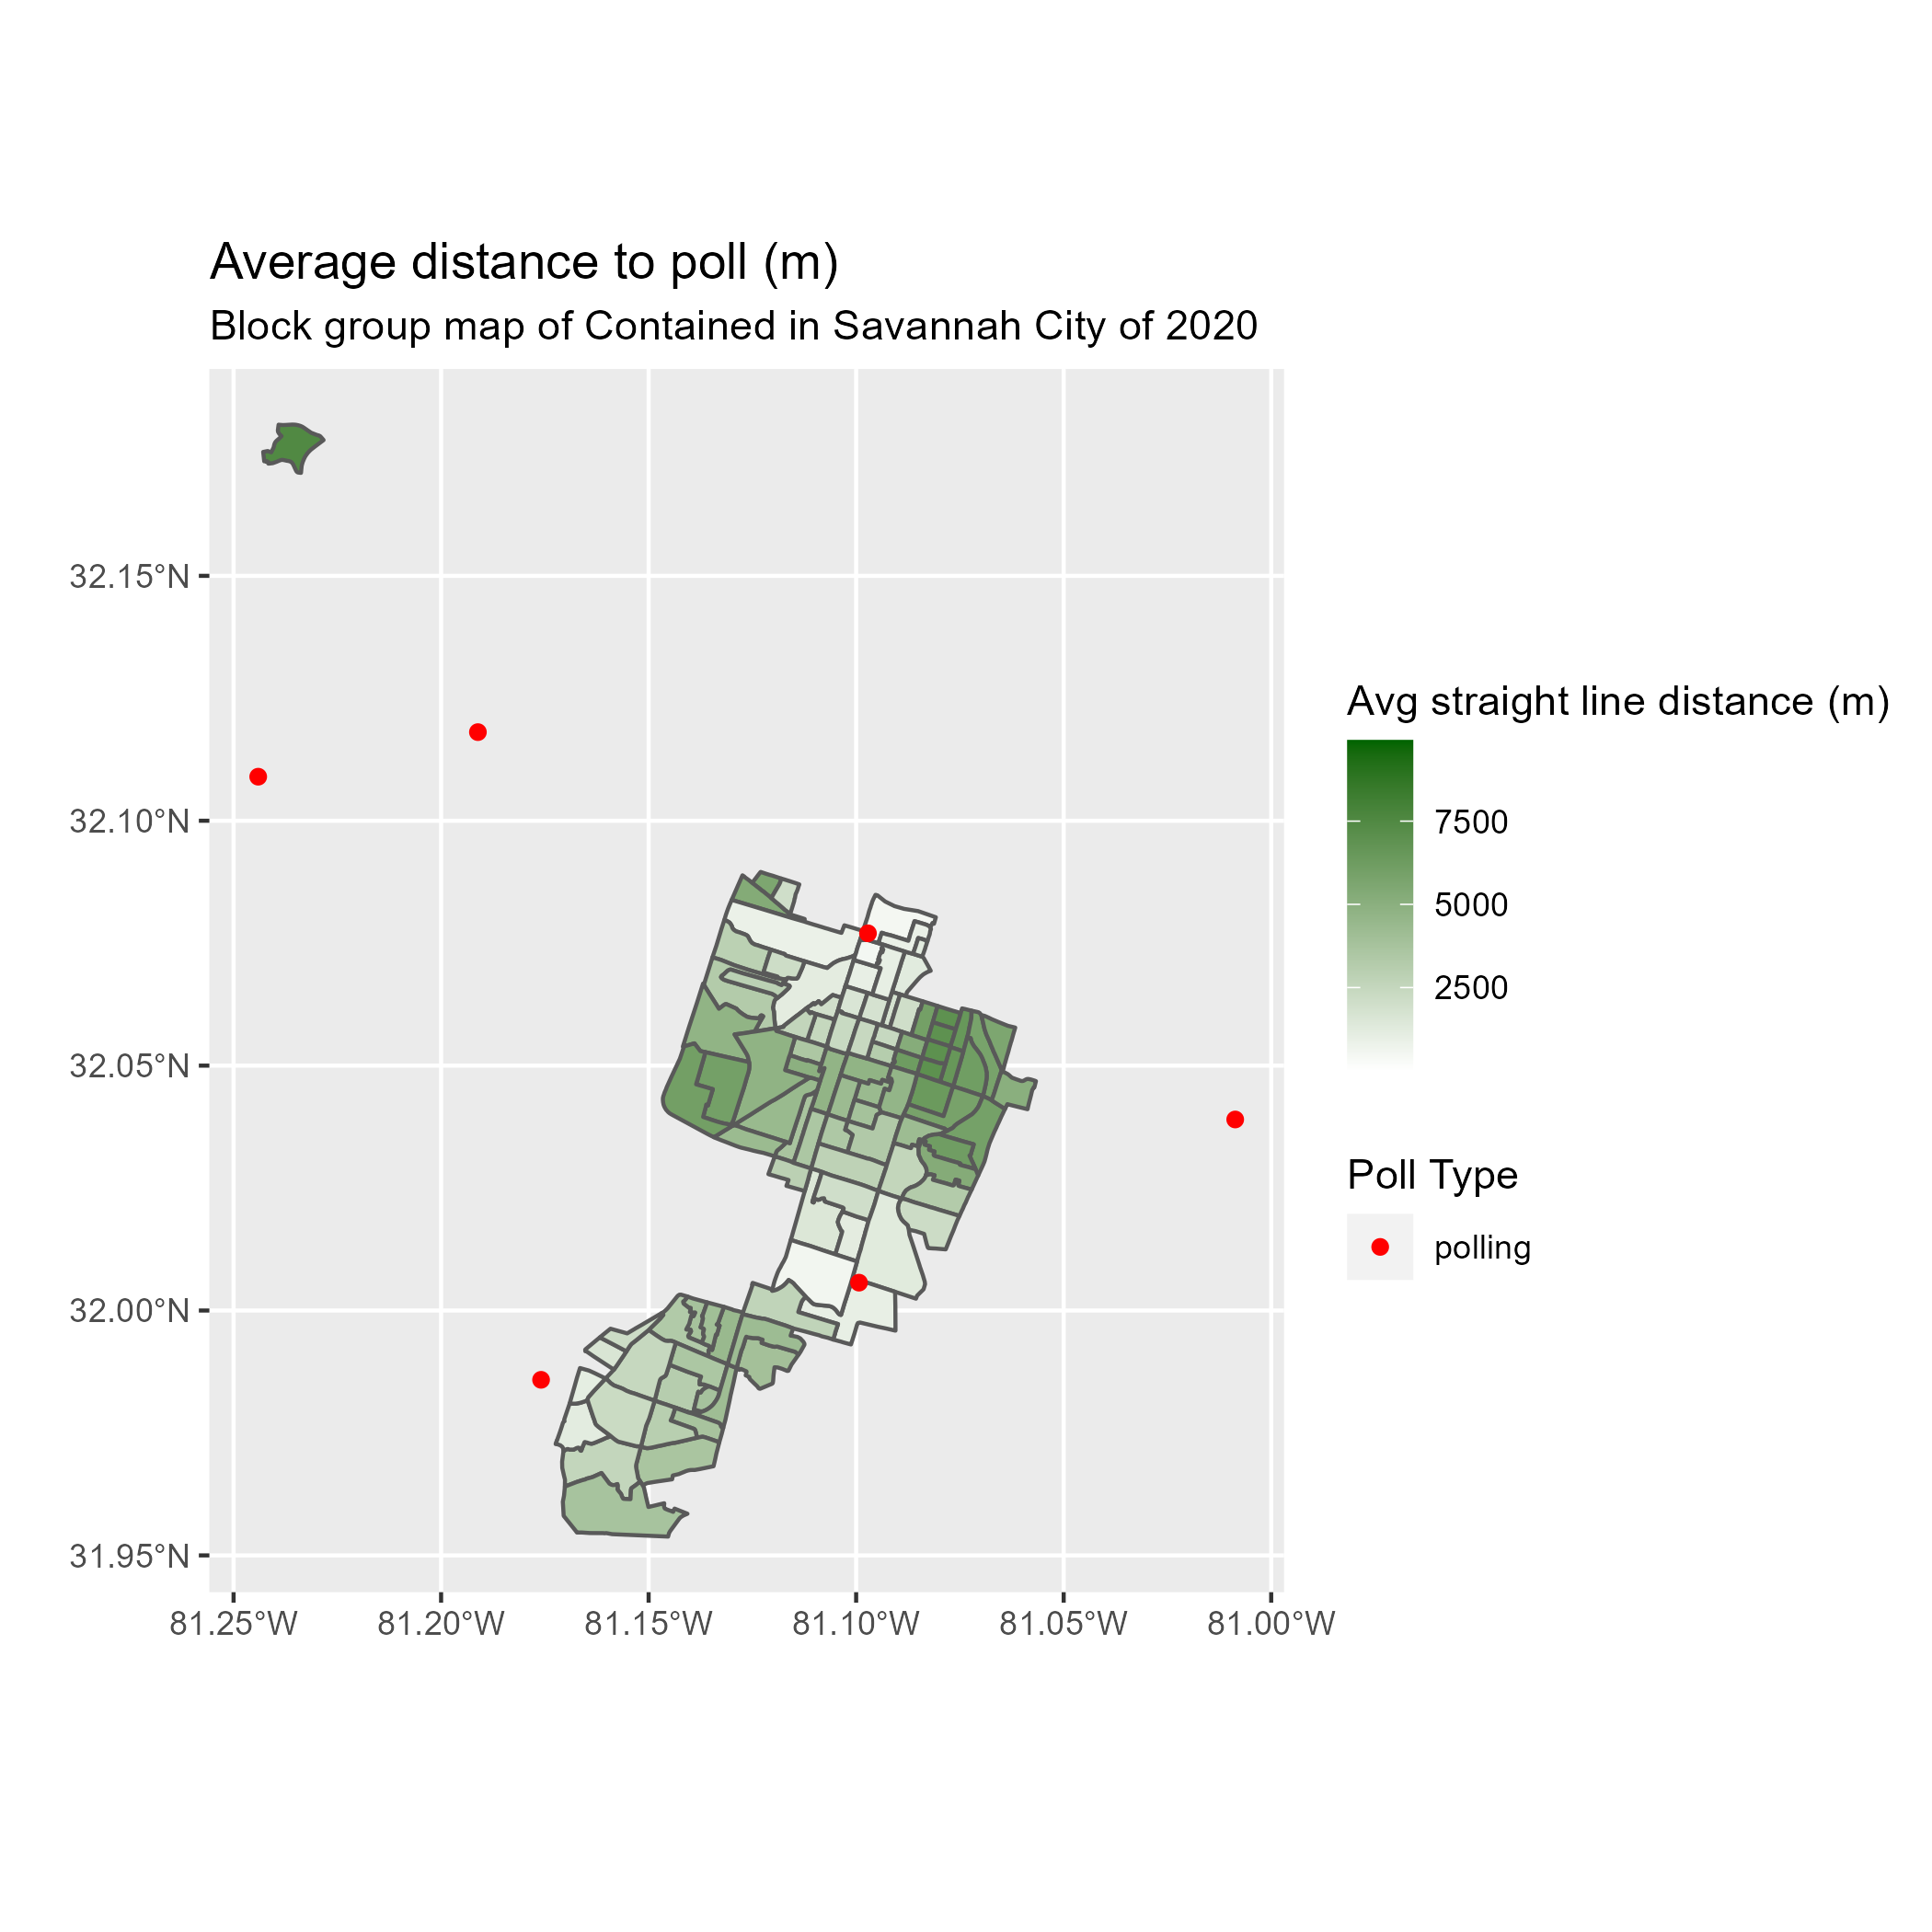 Average distance to poll (m)
Block group map of Contained in Savannah City of 2020
32.15°N
32.10°N
32.05°N
32.00°N
31.95°N
81.25°W
81.20°W
81.15°W
81.10°W
81.05°W
81.00°W
Avg straight line distance (m)
7500
5000
2500
Poll Type
polling